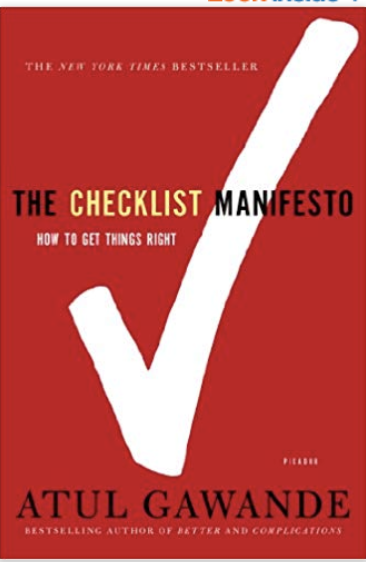 THE NEW YORK TIMES BESTSELLER
THE CHECKLIST MANIFESTO
HOW TO GET THINGS RIGHT
PICADOR
ATUL GAWANDE
BESTSELLING AUTHOR OF BETTER AND COMPLICATIONS